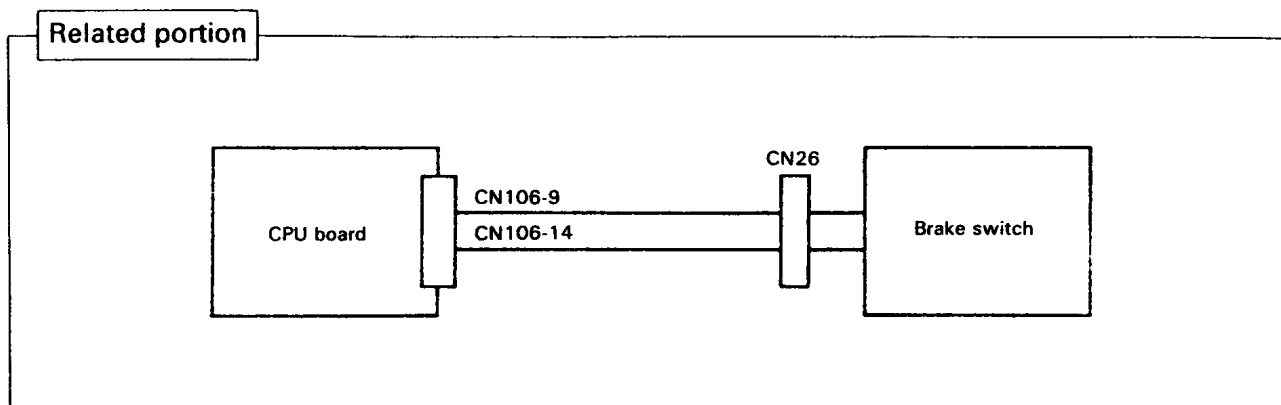 Related portion
CN26
CN106-9
CPU board
CN106-14
Brake switch